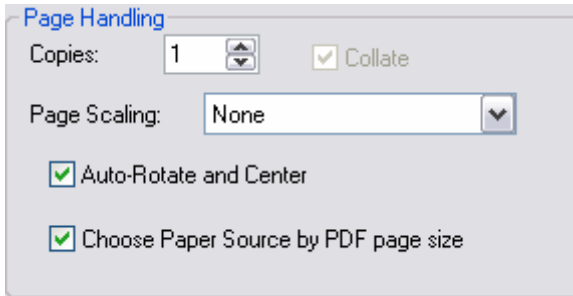 Page Handling
Copies: 1 Collate
Page Scaling: None
Auto-Rotate and Center
Choose Paper Source by PDF page size